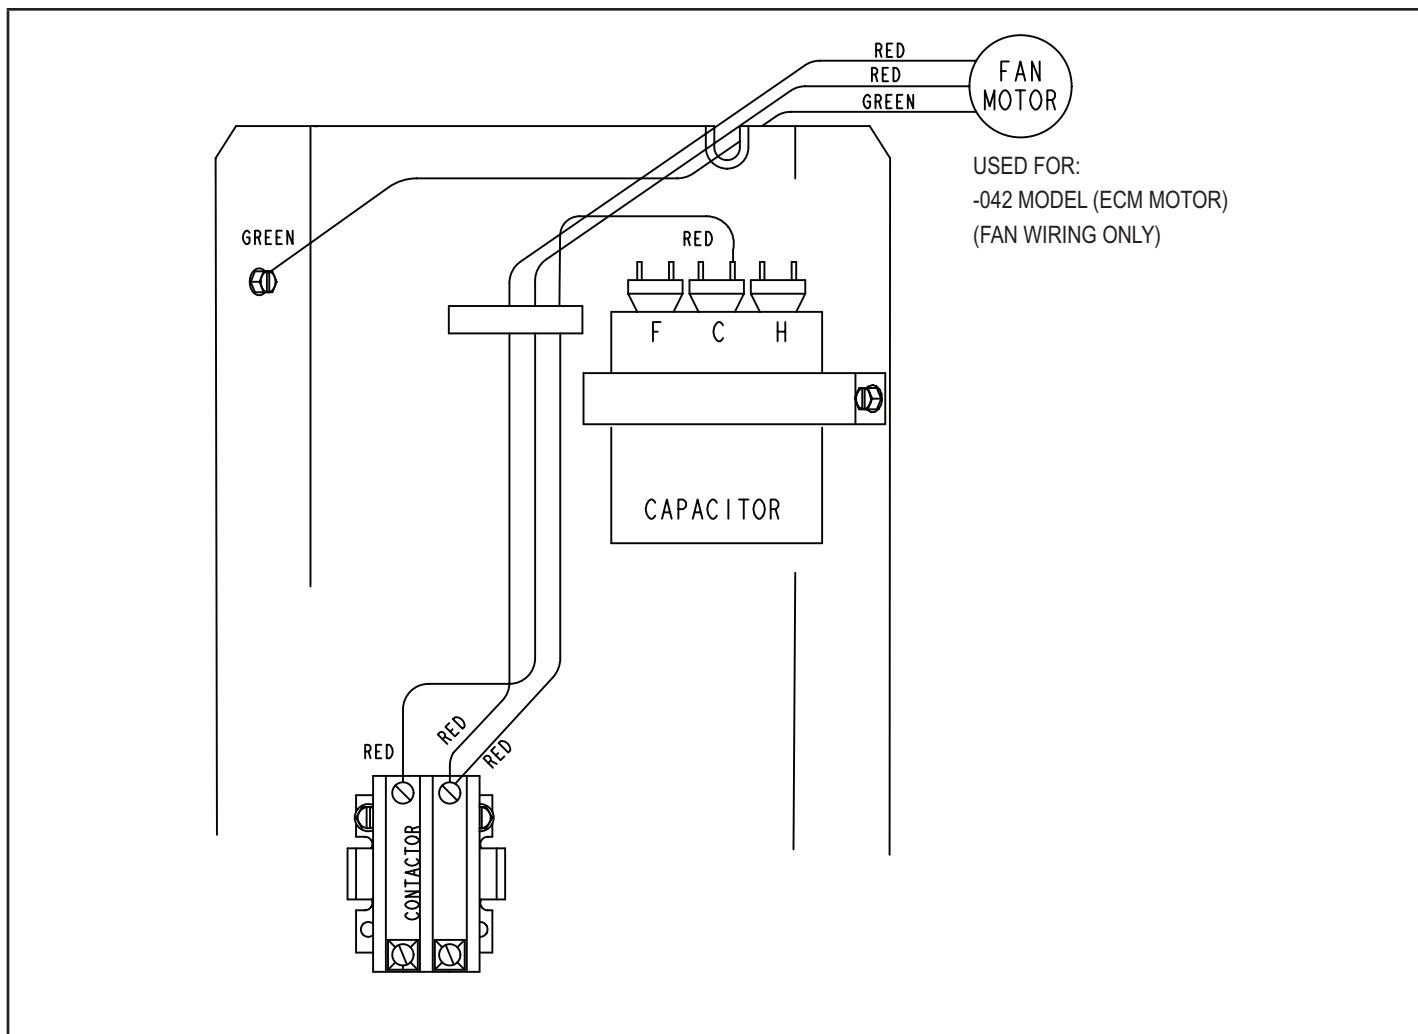 RED
RED
GREEN
FAN
MOTOR
USED FOR:
-042 MODEL (ECM MOTOR)
(FAN WIRING ONLY)
GREEN
RED
F C H
CAPACITOR
RED
RED
RED
CONTACTOR